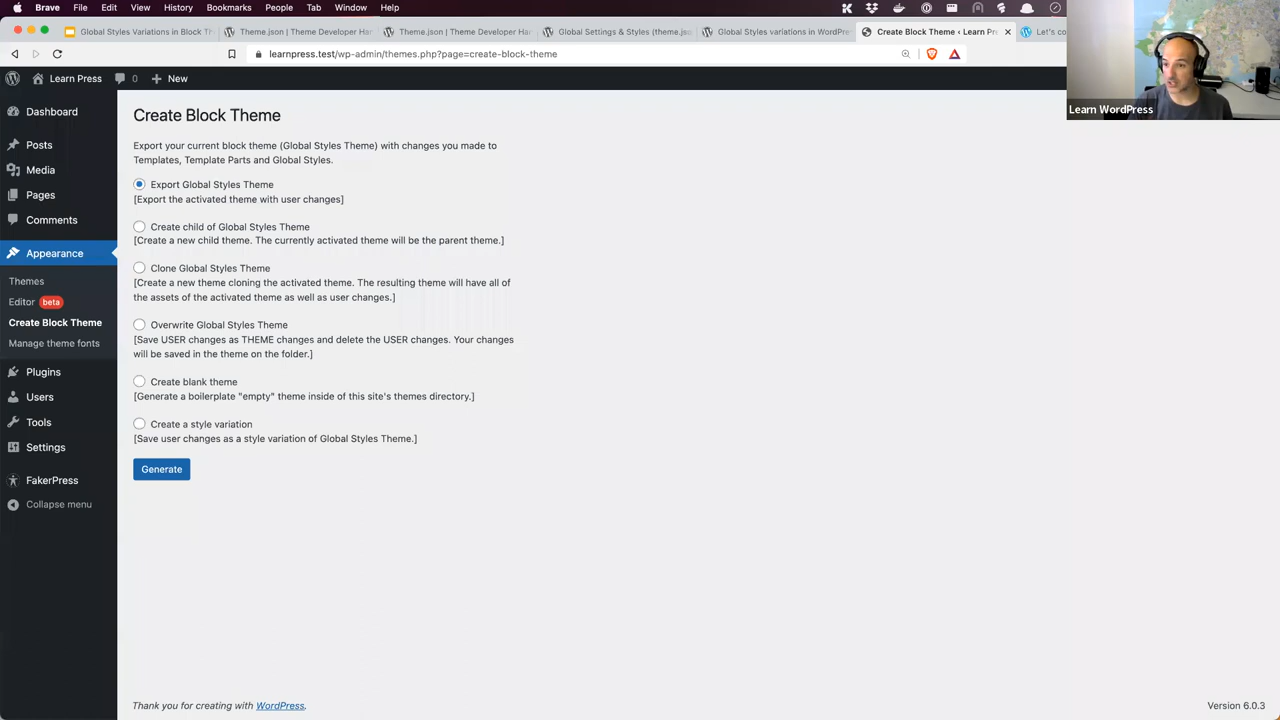 Brave File Edit View History Bookmarks People Tab Window Help
Global Styles Variations in Block Th
Theme.json | Theme Developer Han
Theme.json | Theme Developer Han
Global Settings & Styles (theme.jso
Global Styles variations in WordPre
Create Block Theme ‹ Learn Pr
Let's co
learnpress.test/wp-admin/themes.php?page=create-block-theme
Learn Press 0 New
Learn WordPress
Dashboard
Posts
Media
Pages
Comments
Appearance
Themes
Editor beta
Create Block Theme
Manage theme fonts
Plugins
Users
Tools
Settings
FakerPress
Collapse menu
Create Block Theme
Export your current block theme (Global Styles Theme) with changes you made to
Templates, Template Parts and Global Styles.
Export Global Styles Theme
[Export the activated theme with user changes]
Create child of Global Styles Theme
[Create a new child theme. The currently activated theme will be the parent theme.]
Clone Global Styles Theme
[Create a new theme cloning the activated theme. The resulting theme will have all of
the assets of the activated theme as well as user changes.]
Overwrite Global Styles Theme
[Save USER changes as THEME changes and delete the USER changes. Your changes
will be saved in the theme on the folder.]
Create blank theme
[Generate a boilerplate "empty" theme inside of this site's themes directory.]
Create a style variation
[Save user changes as a style variation of Global Styles Theme.]
Generate
Thank you for creating with WordPress.
Version 6.0.3